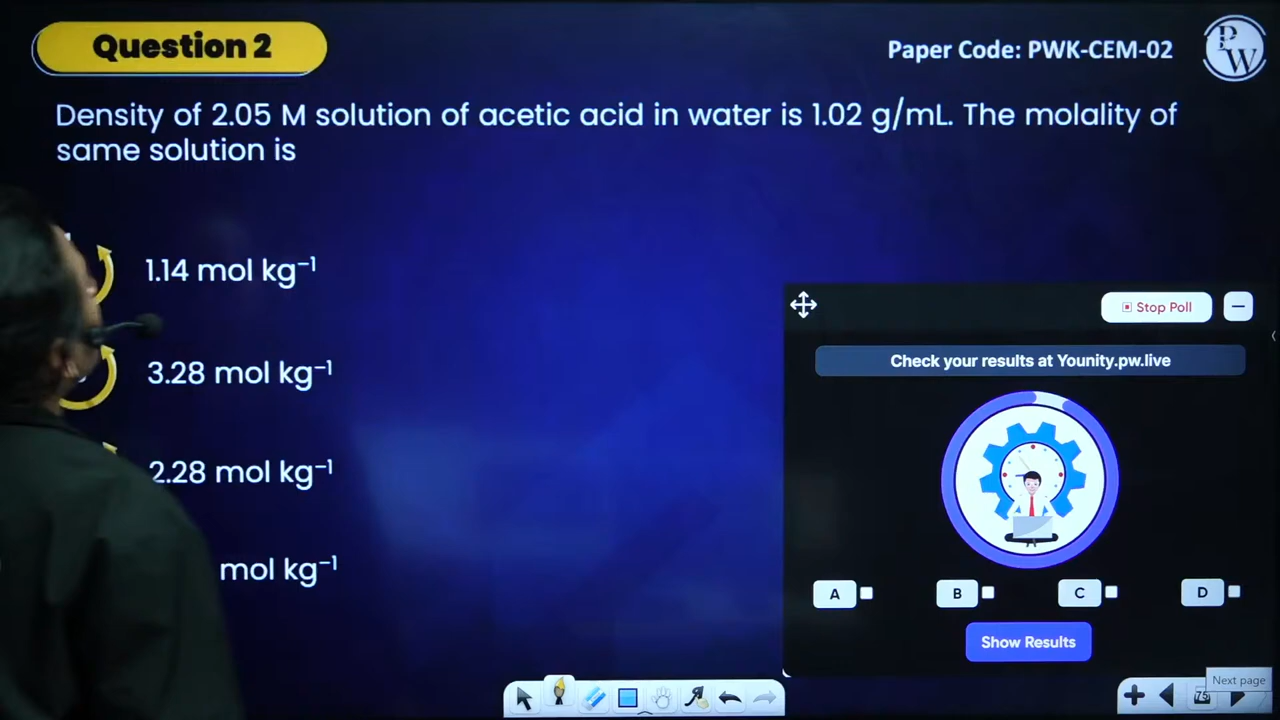 Question 2
Paper Code: PWK-CEM-02
P
W
Density of 2.05 M solution of acetic acid in water is 1.02 g/mL. The molality of
same solution is
1.14 mol kg⁻¹
3.28 mol kg⁻¹
2.28 mol kg⁻¹
mol kg⁻¹
Stop Poll
Check your results at Younity.pw.live
A B C D
Show Results
Next page